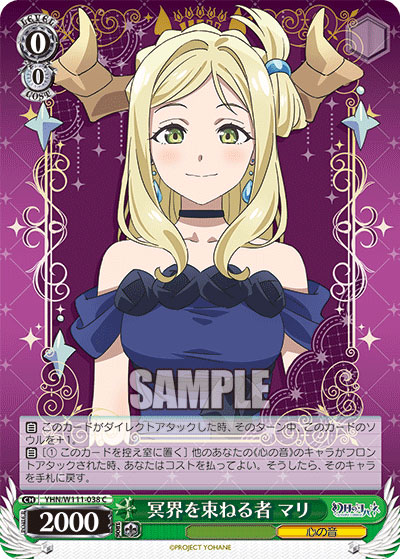 LEVEL
0
0
COST
SAMPLE
自 このカードがダイレクトアタックした時、そのターン中、このカードの
ソウルを+1。
自 [① このカードを控え室に置く] 他のあなたの《心の音》のキャラがフロン
トアタックされた時、あなたはコストを払ってよい。そうしたら、そのキャラ
を手札に戻す。
CH YHN/W111-038 C
POWER
2000
冥界を束ねる者 マリ
心の音
©PROJECT YOHANE